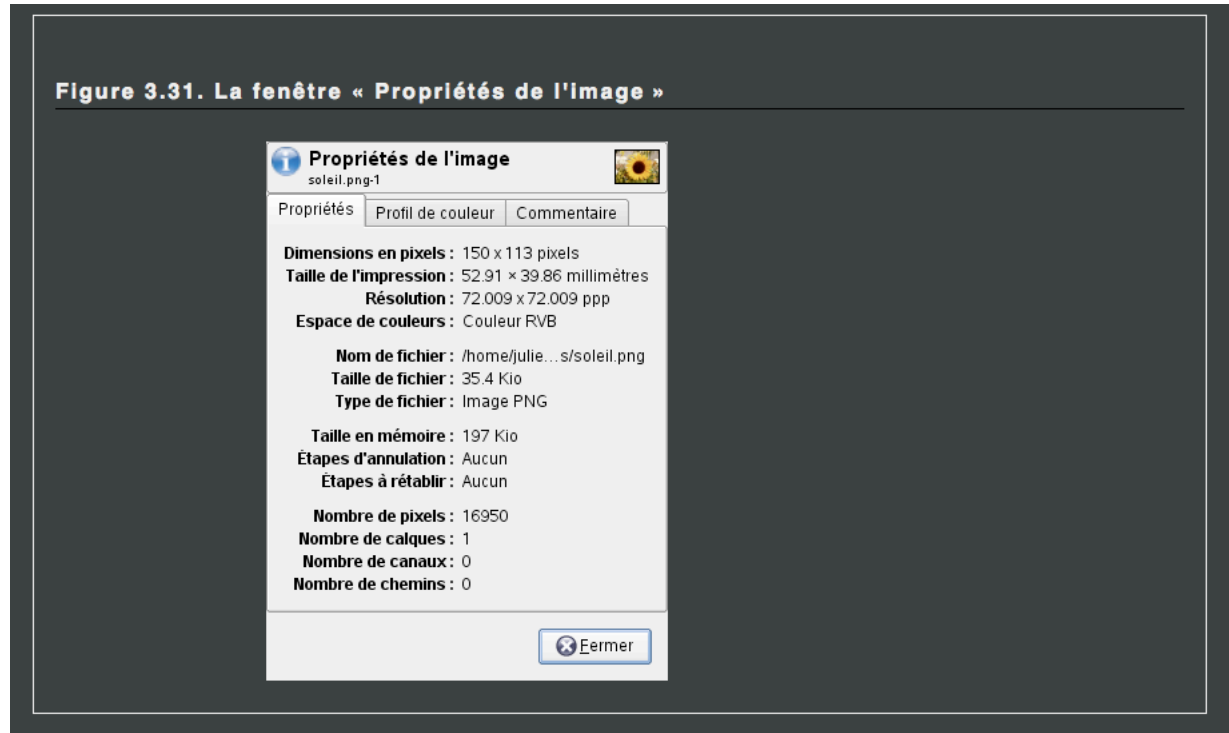 Figure 3.31. La fenêtre « Propriétés de l'image »
Propriétés de l'image
soleil.png-1
Propriétés Profil de couleur Commentaire
Dimensions en pixels : 150 x 113 pixels
Taille de l'impression : 52.91 × 39.86 millimètres
Résolution : 72.009 x 72.009 ppp
Espace de couleurs : Couleur RVB
Nom de fichier : /home/julie...s/soleil.png
Taille de fichier : 35.4 Kio
Type de fichier : Image PNG
Taille en mémoire : 197 Kio
Étapes d'annulation : Aucun
Étapes à rétablir : Aucun
Nombre de pixels : 16950
Nombre de calques : 1
Nombre de canaux : 0
Nombre de chemins : 0
Fermer